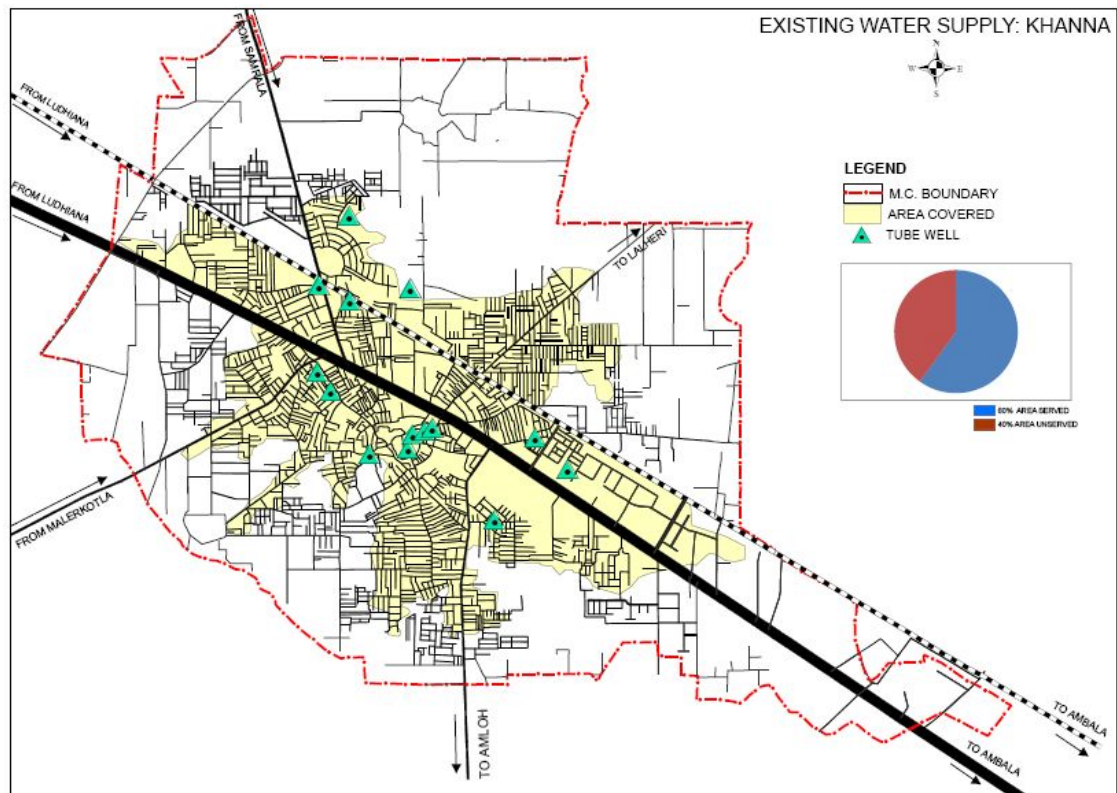 EXISTING WATER SUPPLY: KHANNA
N
W E
S
FROM SAMRALA
FROM LUDHIANA
FROM LUDHIANA
LEGEND
M.C. BOUNDARY
AREA COVERED
TUBE WELL
TO LALHERI
60% AREA SERVED
40% AREA UNSERVED
FROM MALERKOTLA
TO AMLOH
TO AMBALA
TO AMBALA